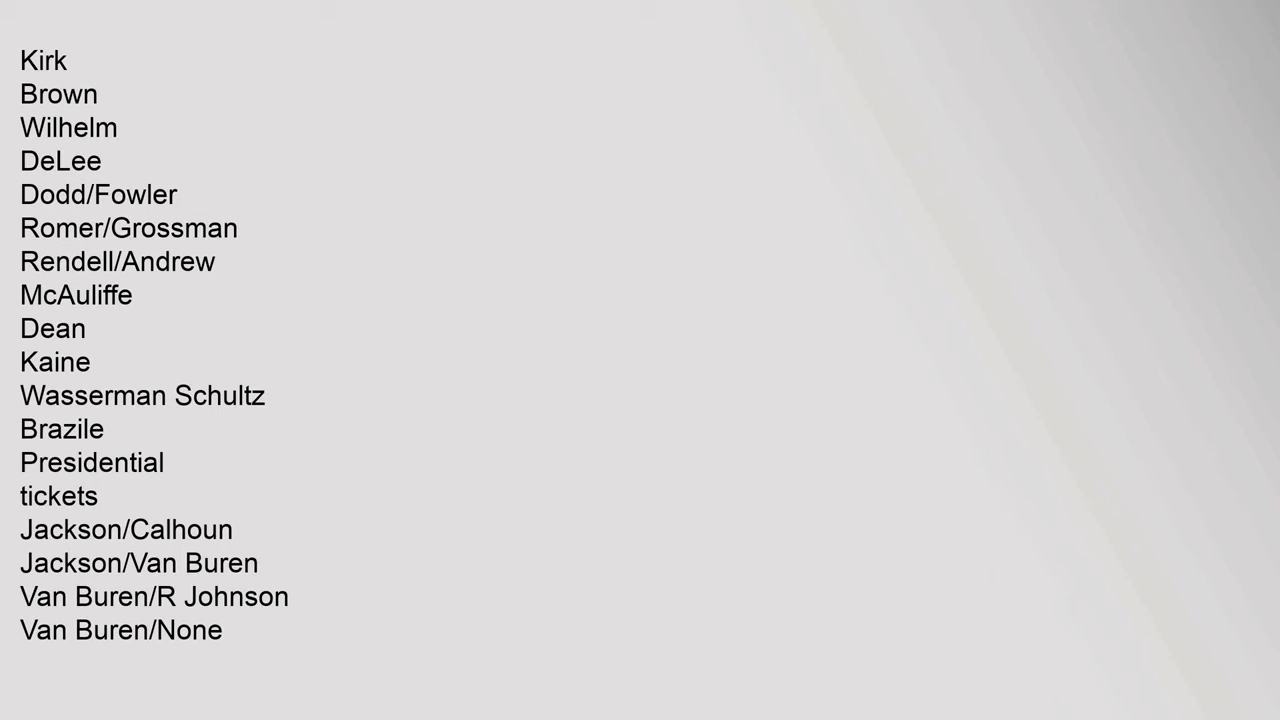 Kirk
Brown
Wilhelm
DeLee
Dodd/Fowler
Romer/Grossman
Rendell/Andrew
McAuliffe
Dean
Kaine
Wasserman Schultz
Brazile
Presidential
tickets
Jackson/Calhoun
Jackson/Van Buren
Van Buren/R Johnson
Van Buren/None